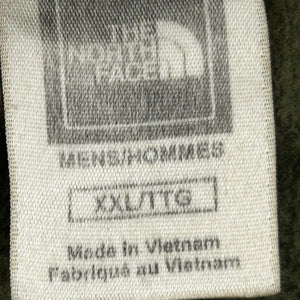 THE
NORTH
FACE
MENS/HOMMES
XXL/TTG
Made in Vietnam
Fabriqué au Vietnam